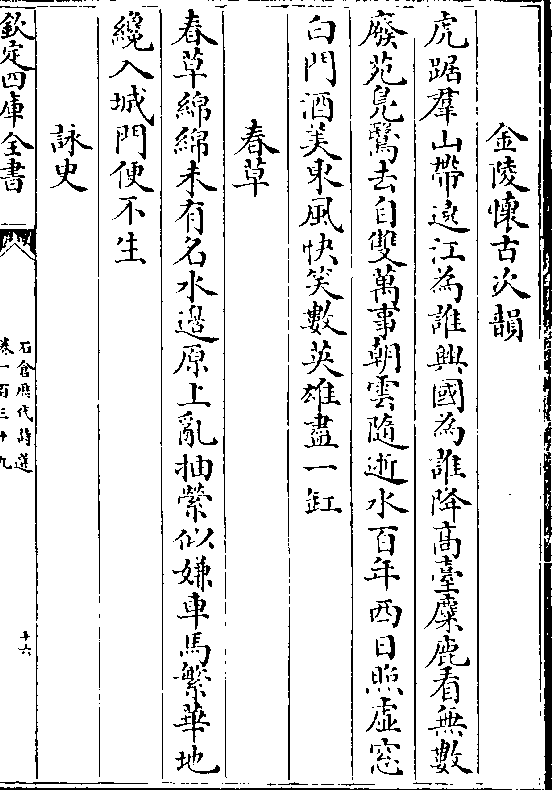 金陵懷古次韻
虎踞羣山帶遶江為誰興國為誰降高臺麋鹿看無數
廢苑鳬鷖去自雙萬事朝雲隨逝水百年西日照虛窓
白門酒美東風快笑數英雄盡一缸
春草
春草綿綿未有名水邊原上亂抽縈似嫌車馬繁華地
纔入城門便不生
詠史
欽定四庫全書
石倉歷代詩選
卷一百三十九
十六